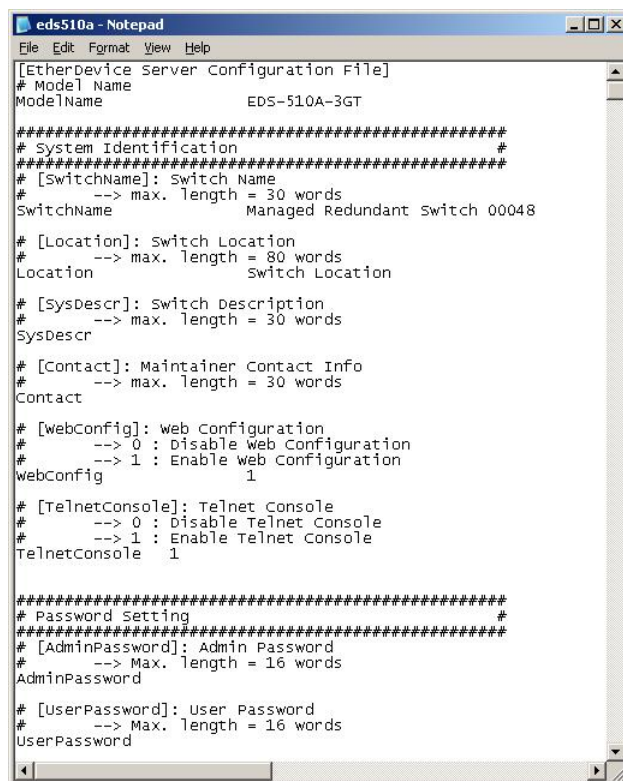 eds510a - Notepad
File Edit Format View Help
[EtherDevice Server Configuration File]
# Model Name
ModelName                EDS-510A-3GT

###################################################
# System Identification                           #
###################################################
# [SwitchName]: Switch Name
#       --> max. length = 30 words
SwitchName               Managed Redundant Switch 00048

# [Location]: Switch Location
#       --> max. length = 80 words
Location                 Switch Location

# [SysDescr]: Switch Description
#       --> max. length = 30 words
SysDescr

# [Contact]: Maintainer Contact Info
#       --> max. length = 30 words
Contact

# [WebConfig]: Web Configuration
#       --> 0 : Disable Web Configuration
#       --> 1 : Enable Web Configuration
WebConfig                1

# [TelnetConsole]: Telnet Console
#       --> 0 : Disable Telnet Console
#       --> 1 : Enable Telnet Console
TelnetConsole   1

###################################################
# Password Setting                                #
###################################################
# [AdminPassword]: Admin Password
#       --> Max. length = 16 words
AdminPassword

# [UserPassword]: User Password
#       --> Max. length = 16 words
UserPassword